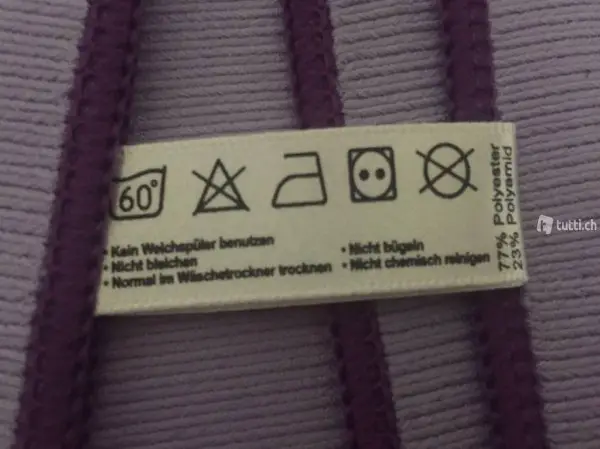 60°
• Kein Weichspüler benutzen
• Nicht bleichen
• Normal im Wäschetrockner trocknen
• Nicht bügeln
• Nicht chemisch reinigen
77% Polyester
23% Polyamid
tutti.ch